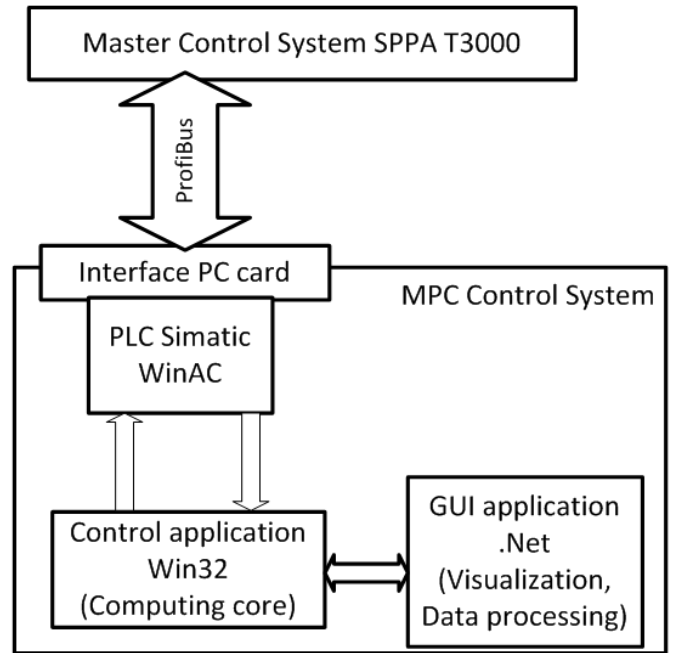 Master Control System SPPA T3000
ProfiBus
Interface PC card
MPC Control System
PLC Simatic
WinAC
Control application
Win32
(Computing core)
GUI application
.Net
(Visualization,
Data processing)